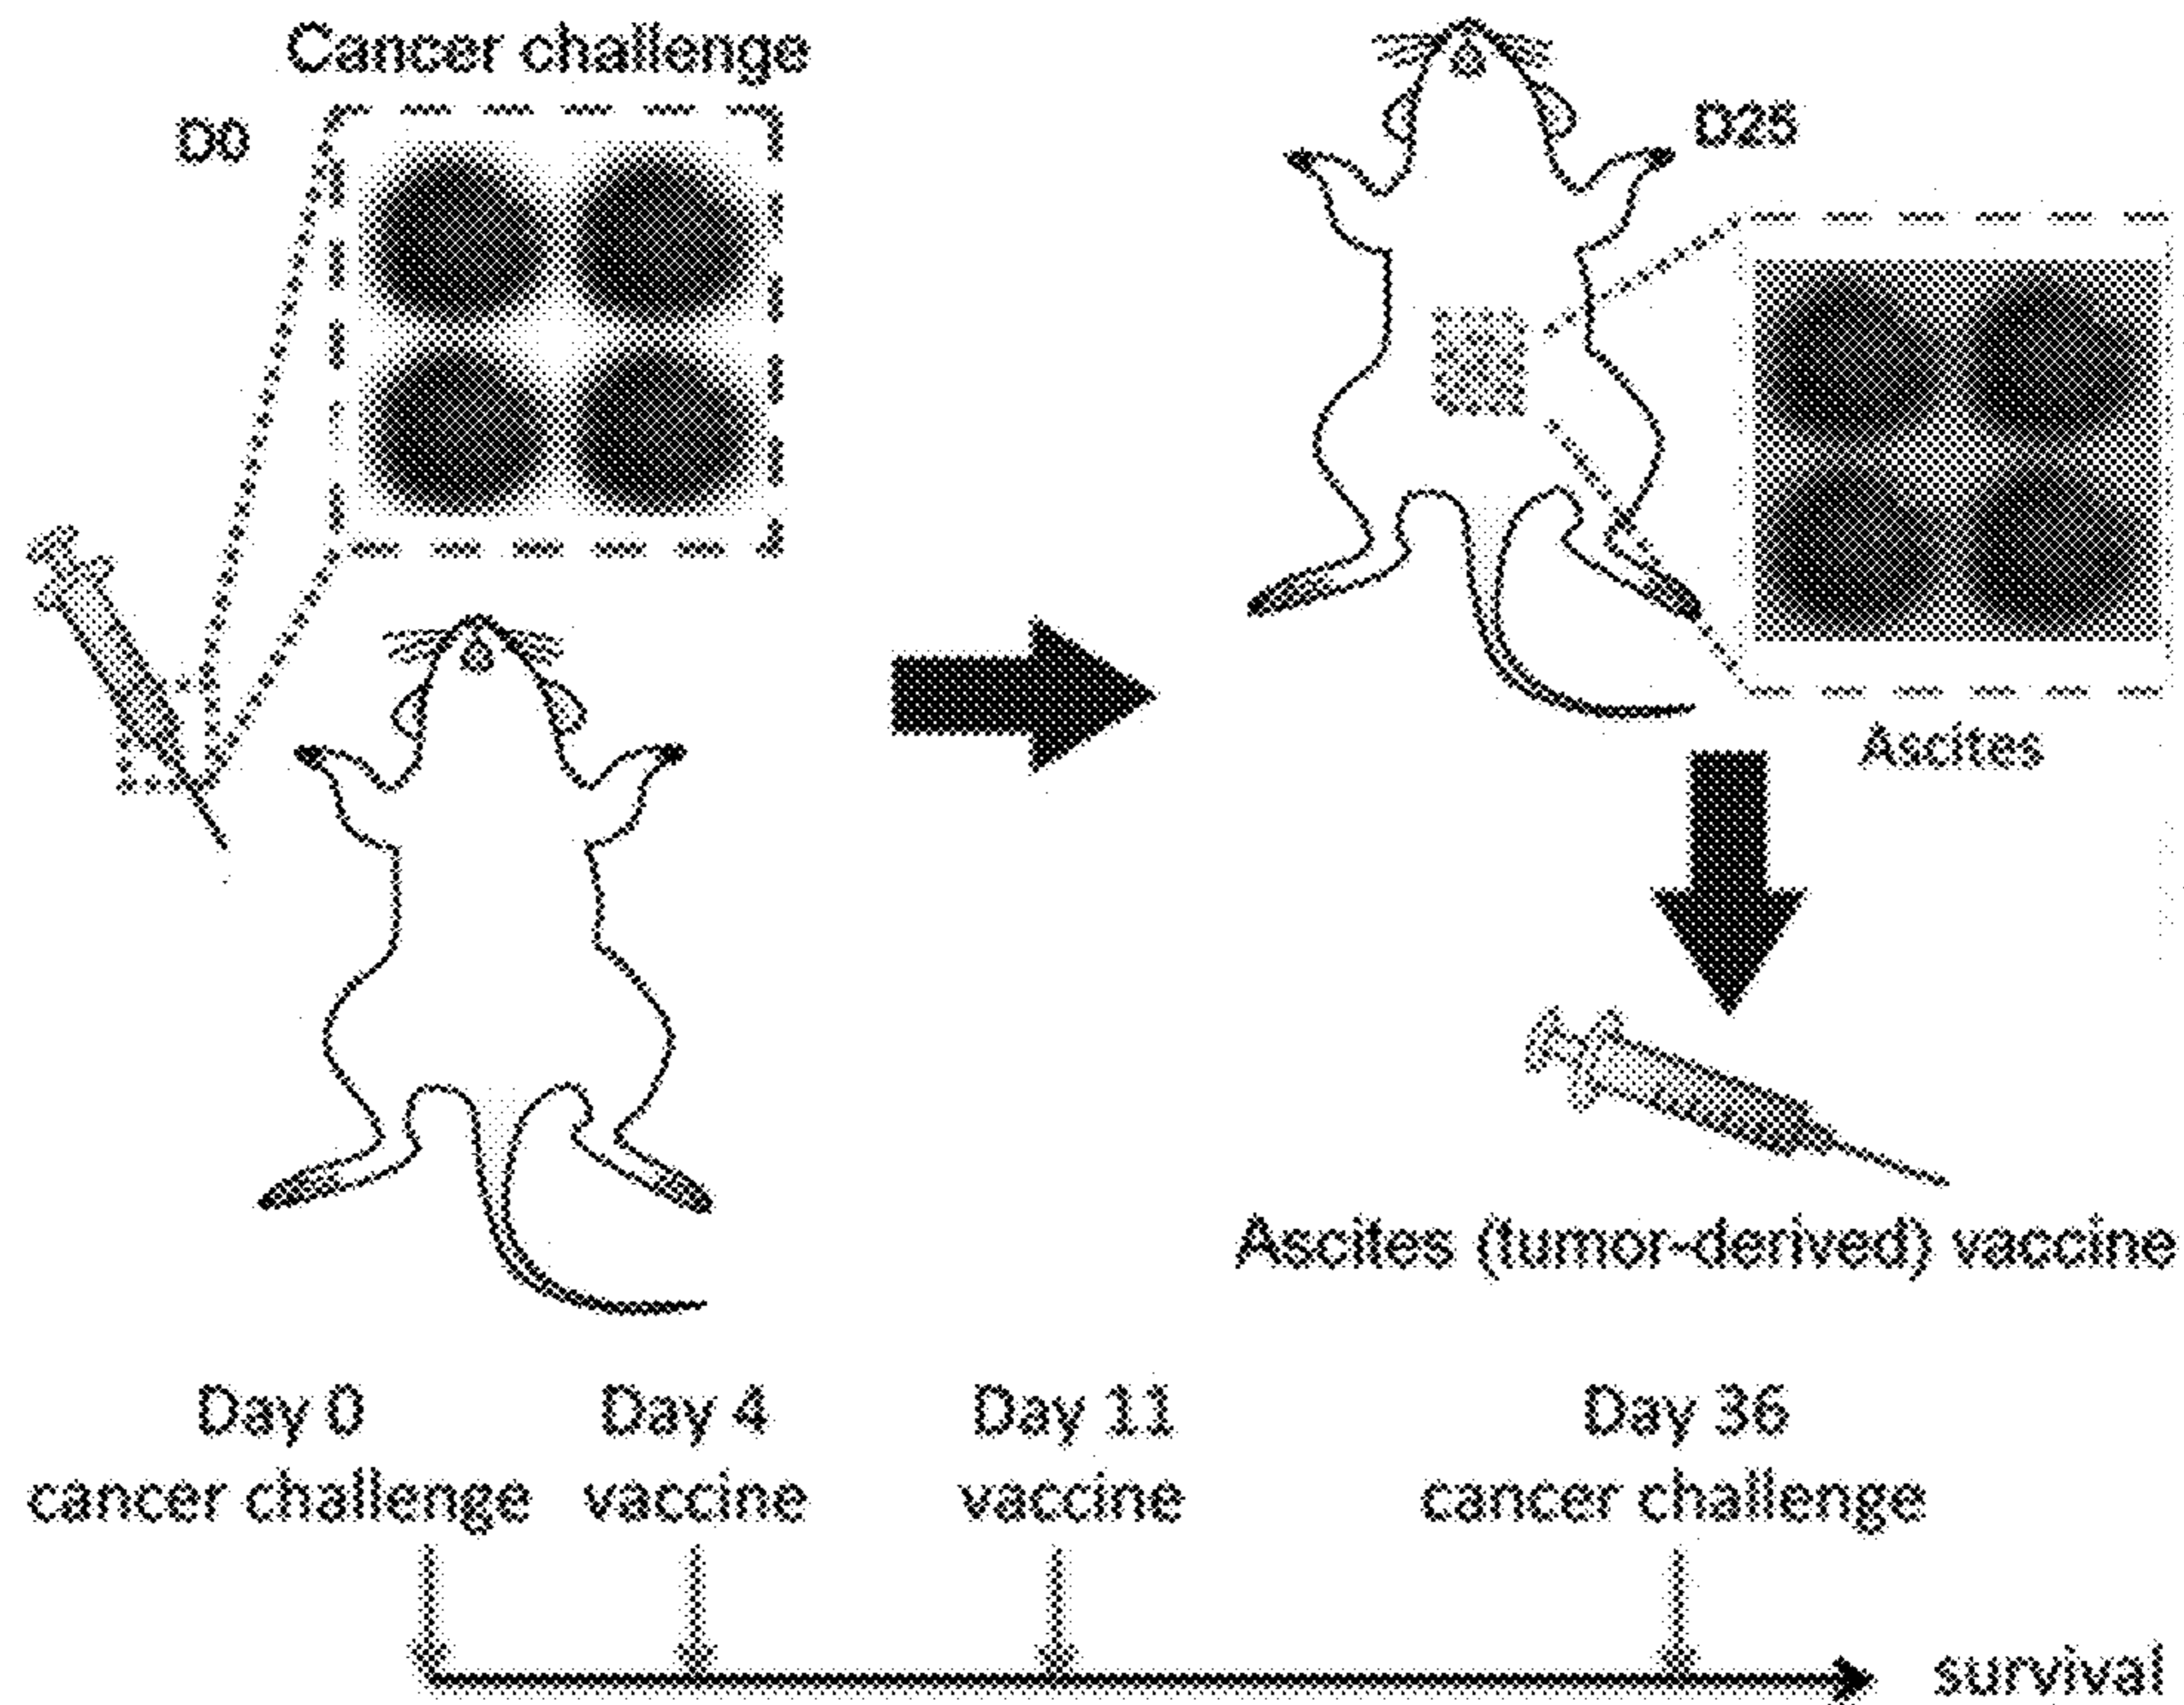 Cancer challenge
D0
D25
Ascites
Ascites (tumor-derived) vaccine
Day 0
cancer challenge
Day 4
vaccine
Day 11
vaccine
Day 36
cancer challenge
survival